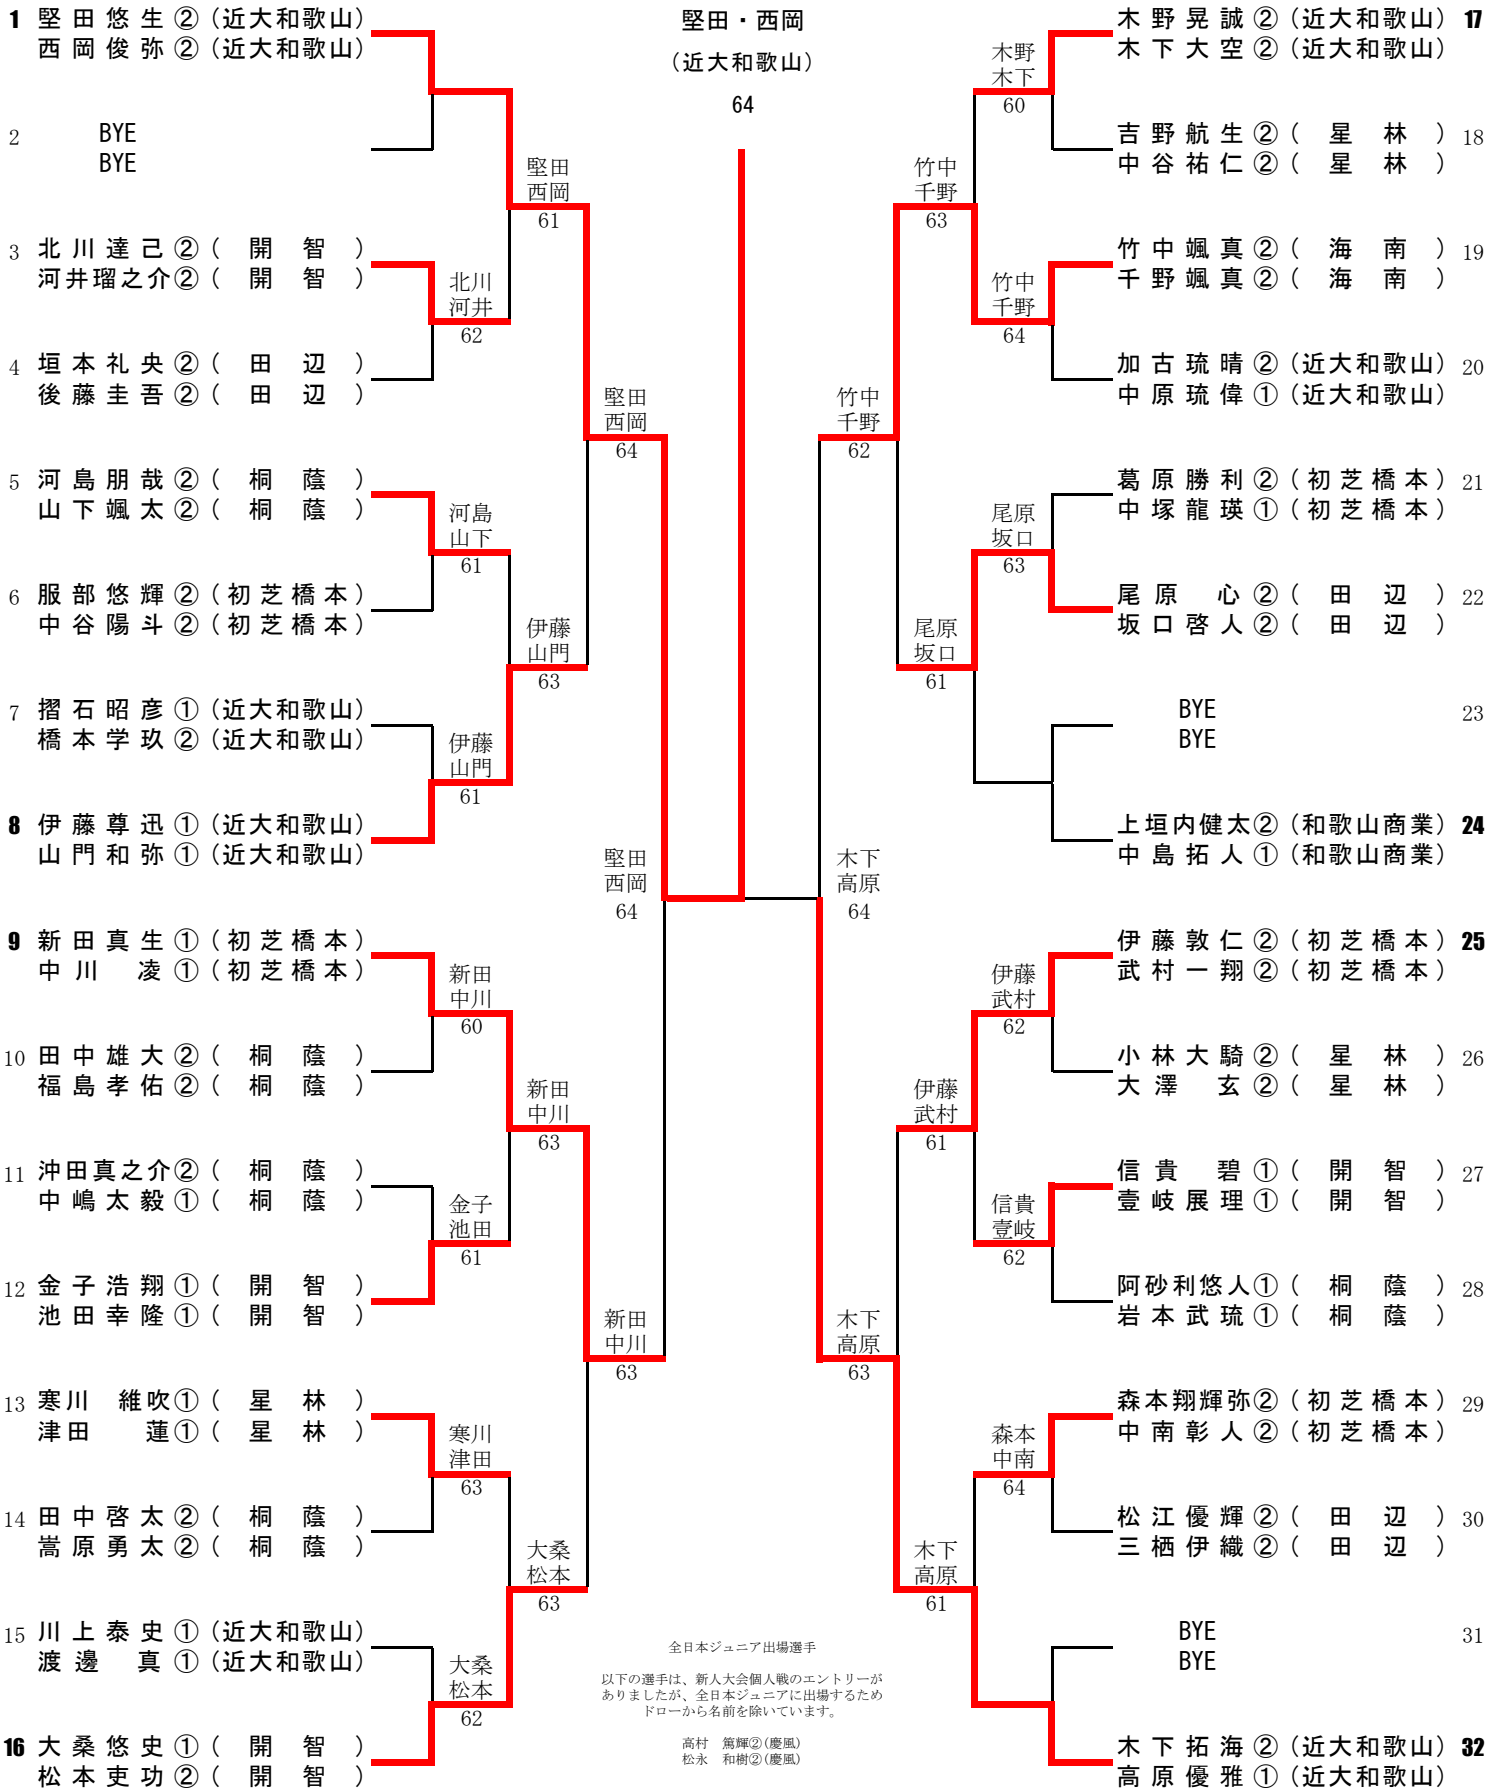 1 堅田悠生②(近大和歌山)
西岡俊弥②(近大和歌山)
2 BYE
BYE
3 北川達己②(開智)
河井瑠之介②(開智)
4 垣本礼央②(田辺)
後藤圭吾②(田辺)
5 河島朋哉②(桐蔭)
山下颯太②(桐蔭)
6 服部悠輝②(初芝橋本)
中谷陽斗②(初芝橋本)
7 摺石昭彦①(近大和歌山)
橋本学玖②(近大和歌山)
8 伊藤尊迅①(近大和歌山)
山門和弥①(近大和歌山)
9 新田真生①(初芝橋本)
中川 凌①(初芝橋本)
10 田中雄大②(桐蔭)
福島孝佑②(桐蔭)
11 沖田真之介②(桐蔭)
中嶋太毅①(桐蔭)
12 金子浩翔①(開智)
池田幸隆①(開智)
13 寒川 維吹①(星林)
津田 蓮①(星林)
14 田中啓太②(桐蔭)
嵩原勇太②(桐蔭)
15 川上泰史①(近大和歌山)
渡邊 真①(近大和歌山)
16 大桑悠史①(開智)
松本吏功②(開智)
北川
河井
62
河島
山下
61
伊藤
山門
61
新田
中川
60
金子
池田
61
寒川
津田
63
大桑
松本
62
堅田
西岡
61
伊藤
山門
63
新田
中川
63
大桑
松本
63
堅田
西岡
64
新田
中川
63
堅田
西岡
64
堅田・西岡
(近大和歌山)
64
木下
高原
64
竹中
千野
62
木下
高原
63
竹中
千野
63
尾原
坂口
61
伊藤
武村
61
木下
高原
61
木野
木下
60
竹中
千野
64
尾原
坂口
63
伊藤
武村
62
信貴
壹岐
62
森本
中南
64
木野晃誠②(近大和歌山) 17
木下大空②(近大和歌山)
吉野航生②(星林) 18
中谷祐仁②(星林)
竹中颯真②(海南) 19
千野颯真②(海南)
加古琉晴②(近大和歌山) 20
中原琉偉①(近大和歌山)
葛原勝利②(初芝橋本) 21
中塚龍瑛①(初芝橋本)
尾原 心②(田辺) 22
坂口啓人②(田辺)
BYE 23
BYE
上垣内健太②(和歌山商業) 24
中島拓人①(和歌山商業)
伊藤敦仁②(初芝橋本) 25
武村一翔②(初芝橋本)
小林大騎②(星林) 26
大澤 玄②(星林)
信貴 碧①(開智) 27
壹岐展理①(開智)
阿砂利悠人①(桐蔭) 28
岩本武琉①(桐蔭)
森本翔輝弥②(初芝橋本) 29
中南彰人②(初芝橋本)
松江優輝②(田辺) 30
三栖伊織②(田辺)
BYE 31
BYE
木下拓海②(近大和歌山) 32
高原優雅①(近大和歌山)
全日本ジュニア出場選手
以下の選手は、新人大会個人戦のエントリーが
ありましたが、全日本ジュニアに出場するため
ドローから名前を除いています。
高村 篤輝②(慶風)
松永 和樹②(慶風)